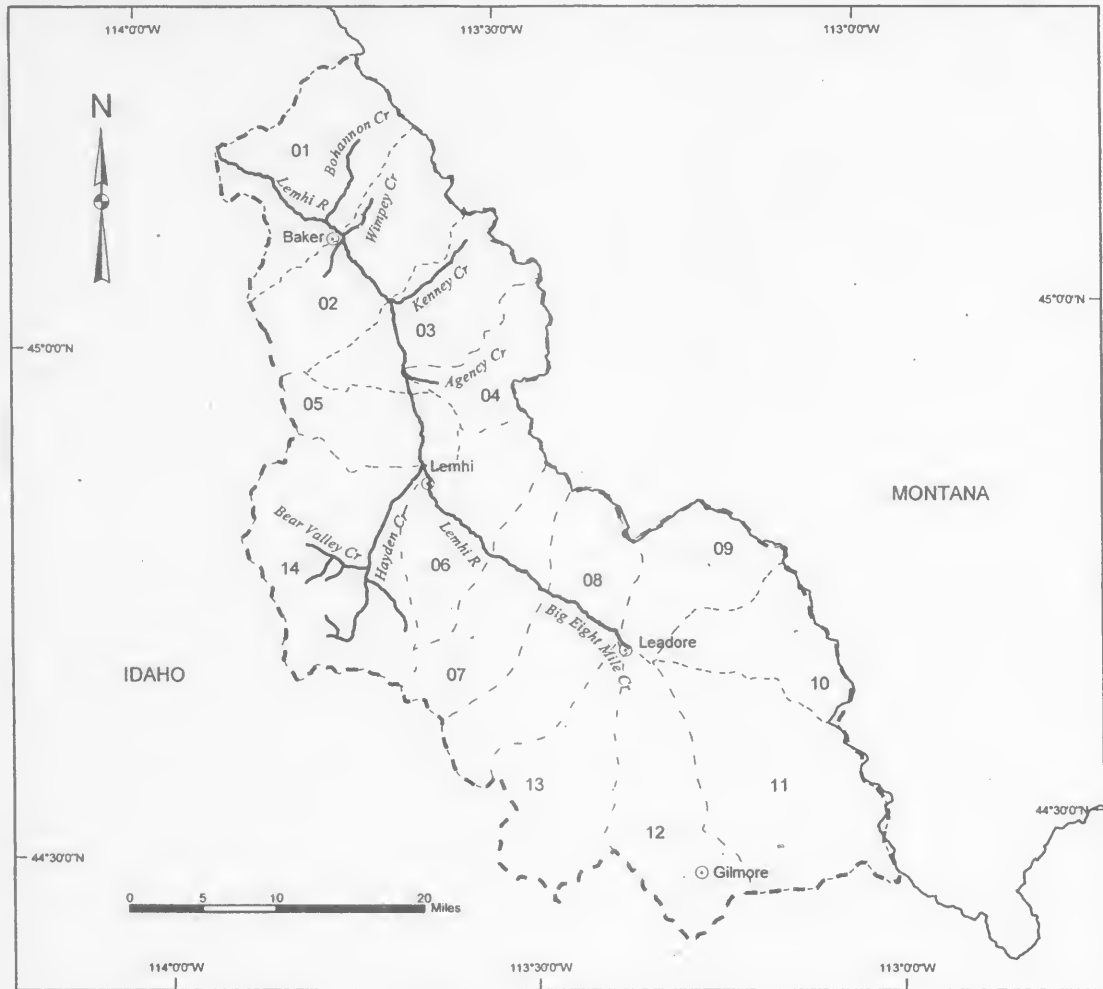 114°0'0"W
113°30'0"W
113°0'0"W
N
01
Bohannon Cr
Lemhi R
Wimpey Cr
Baker
Kenney Cr
02
03
45°0'0"N
45°0'0"N
Agency Cr
04
05
Lemhi
MONTANA
Bear Valley Cr
Hayden Cr
Lemhi R
14
06
08
09
Big Eight Mile Cr
Leadore
IDAHO
07
10
13
11
12
44°30'0"N
44°30'0"N
Gilmore
0 5 10 20
Miles
114°0'0"W
113°30'0"W
113°0'0"W